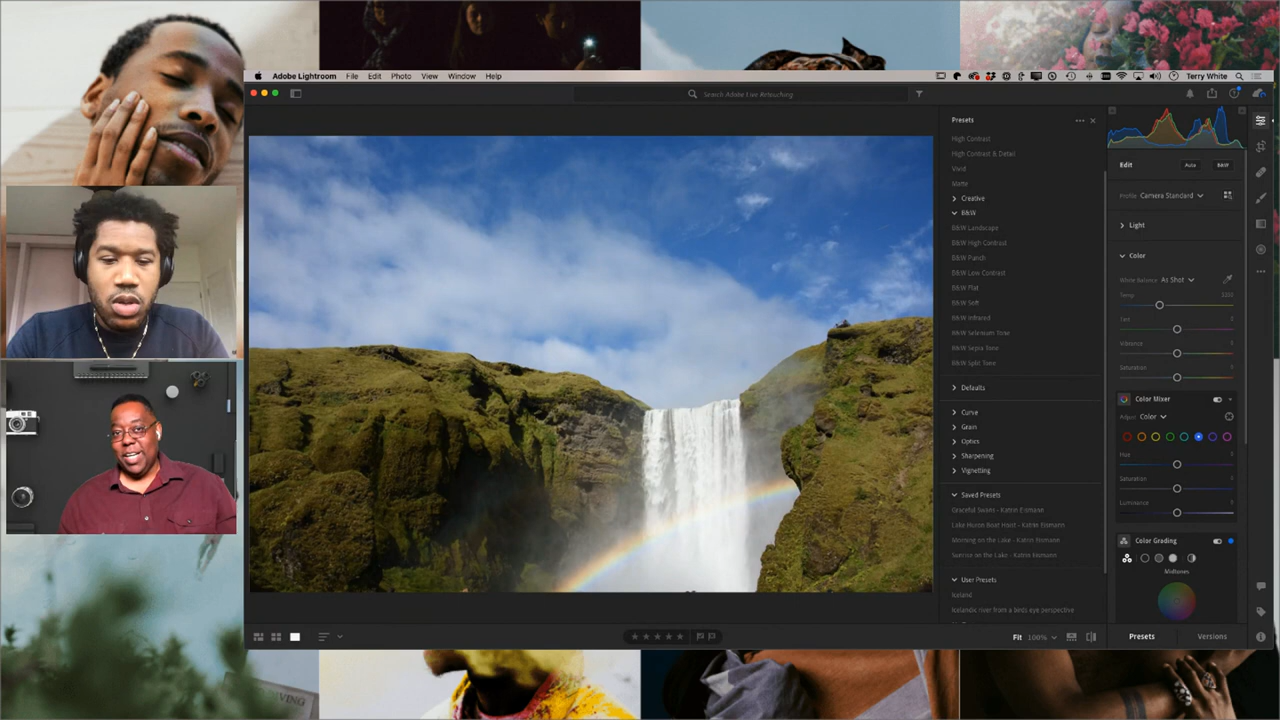 Adobe Lightroom File Edit Photo View Window Help
Terry White
Search Adobe Live Retouching
Presets
High Contrast
High Contrast & Detail
Vivid
Matte
Creative
B&W
B&W Landscape
B&W High Contrast
B&W Punch
B&W Low Contrast
B&W Flat
B&W Soft
B&W Infrared
B&W Selenium Tone
B&W Sepia Tone
B&W Split Tone
Defaults
Curve
Grain
Optics
Sharpening
Vignetting
Saved Presets
Graceful Swans - Katrin Eismann
Lake Huron Boat Hoist - Katrin Eismann
Morning on the Lake - Katrin Eismann
Sunrise on the Lake - Katrin Eismann
User Presets
Iceland
Icelandic river from a birds eye perspective
Edit Auto B&W
Profile Camera Standard
Light
Color
White Balance As Shot
Temp
Tint
Vibrance
Saturation
Color Mixer
Adjust Color
Hue
Saturation
Luminance
Color Grading
Midtones
Fit 100%
Presets Versions